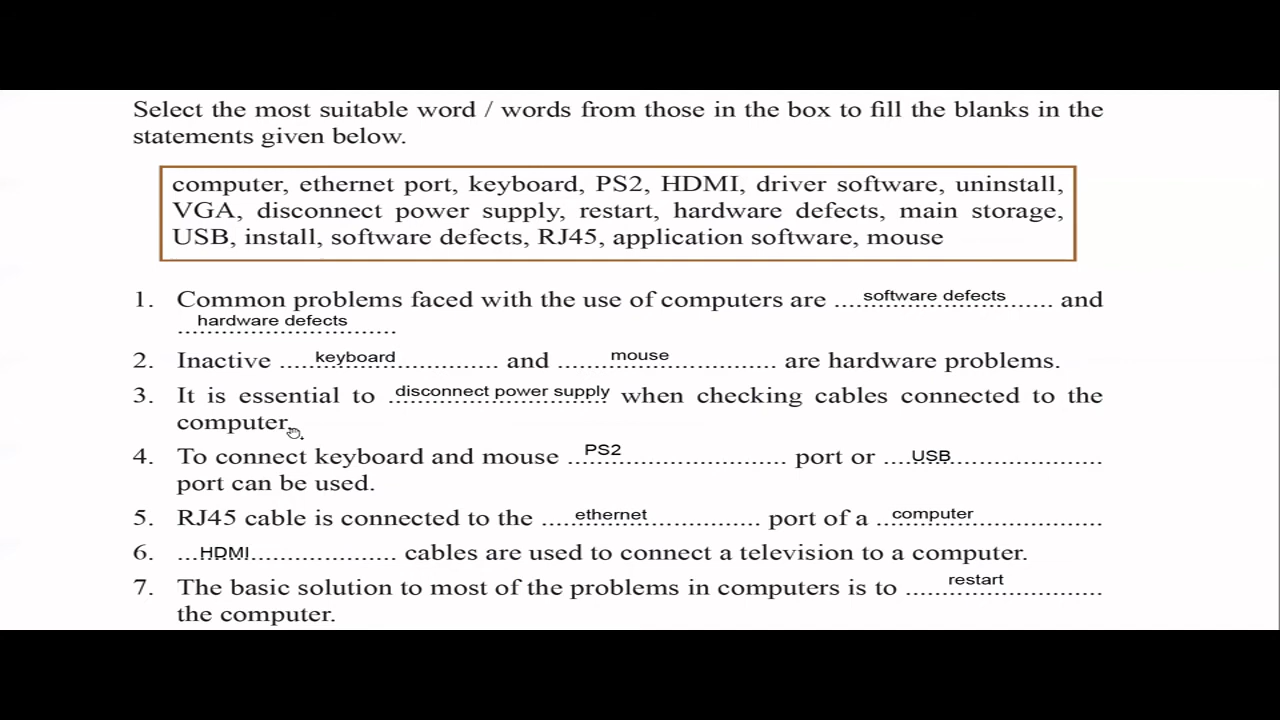 Select the most suitable word / words from those in the box to fill the blanks in the
statements given below.
computer, ethernet port, keyboard, PS2, HDMI, driver software, uninstall,
VGA, disconnect power supply, restart, hardware defects, main storage,
USB, install, software defects, RJ45, application software, mouse
1. Common problems faced with the use of computers are ... software defects ... and
... hardware defects ...
2. Inactive ... keyboard ... and ... mouse ... are hardware problems.
3. It is essential to ... disconnect power supply ... when checking cables connected to the
computer.
4. To connect keyboard and mouse ... PS2 ... port or ... USB ...
port can be used.
5. RJ45 cable is connected to the ... ethernet ... port of a ... computer ...
6. ... HDMI ... cables are used to connect a television to a computer.
7. The basic solution to most of the problems in computers is to ... restart ...
the computer.